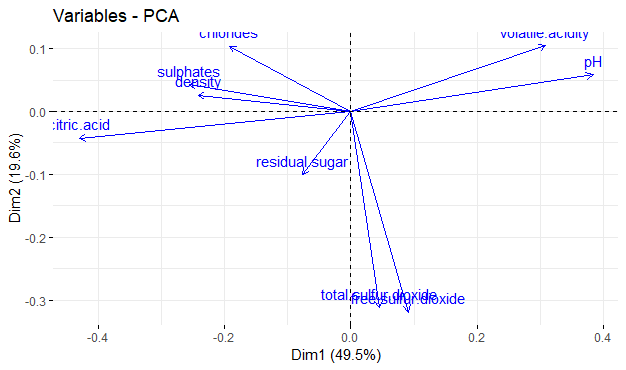 Variables - PCA
chlorides
volatile.acidity
0.1
pH
sulphates
density
0.0
citric.acid
residual.sugar
-0.1
-0.2
total.sulfur.dioxide
free.sulfur.dioxide
-0.3
-0.4
-0.2
0.0
0.2
0.4
Dim1 (49.5%)
Dim2 (19.6%)